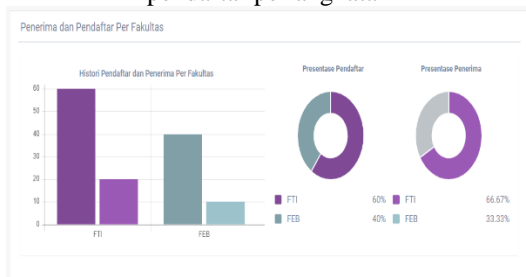 Penerima dan Pendaftar Per Fakultas
Histori Pendaftar dan Penerima Per Fakultas
60
50
40
30
20
10
0
FTI
FEB
Presentase Pendaftar
FTI 60%
FEB 40%
Presentase Penerima
FTI 66.67%
FEB 33.33%